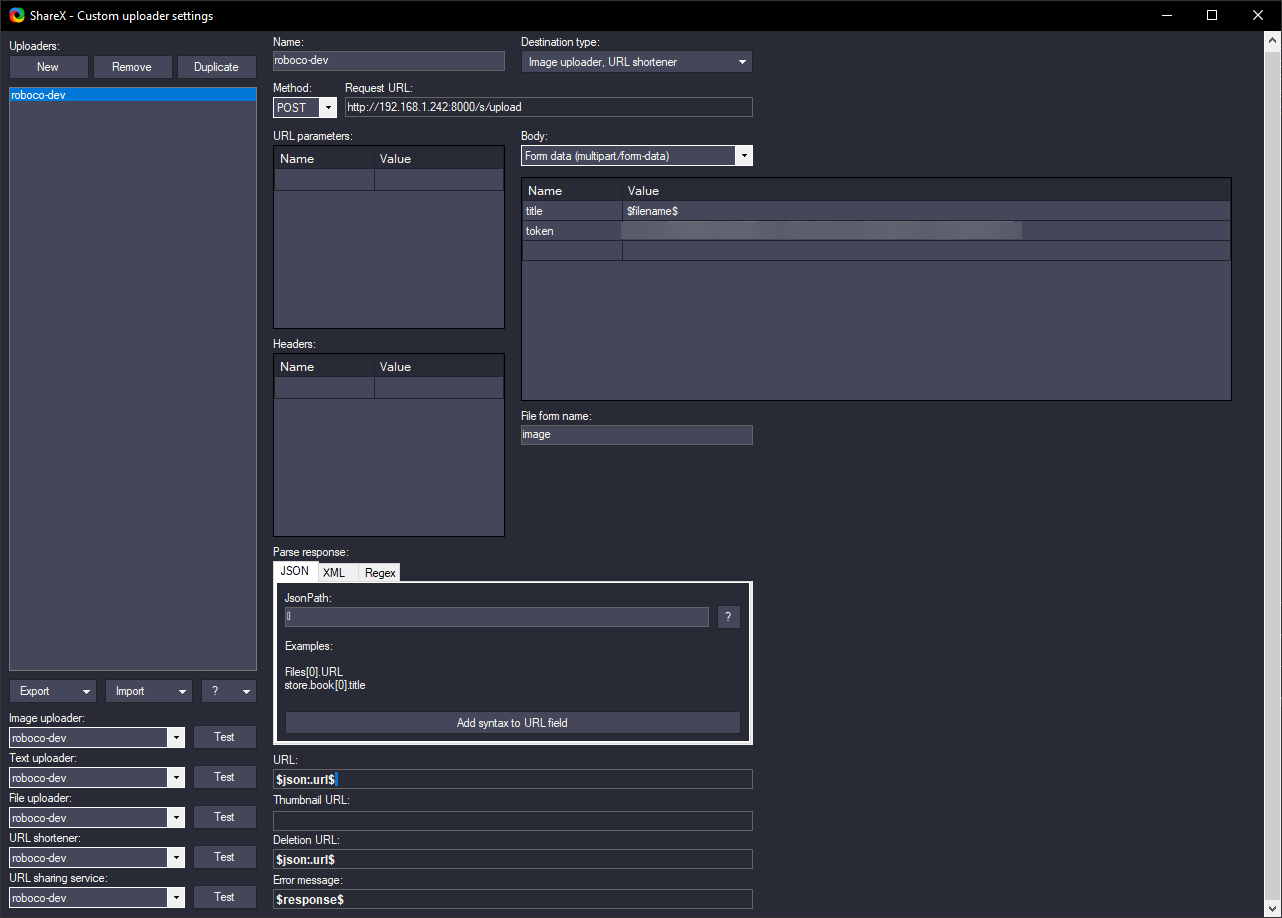 ShareX - Custom uploader settings
Uploaders:
New
Remove
Duplicate
roboco-dev
Export
Import
?
Image uploader:
roboco-dev
Test
Text uploader:
roboco-dev
Test
File uploader:
roboco-dev
Test
URL shortener:
roboco-dev
Test
URL sharing service:
roboco-dev
Test
Name:
roboco-dev
Destination type:
Image uploader, URL shortener
Method:
POST
Request URL:
http://192.168.1.242:8000/s/upload
URL parameters:
Name Value
Headers:
Name Value
Body:
Form data (multipart/form-data)
Name Value
title $filename$
token
File form name:
image
Parse response:
JSON XML Regex
JsonPath:
?
Examples:
Files[0].URL
store.book[0].title
Add syntax to URL field
URL:
$json:.url$
Thumbnail URL:
Deletion URL:
$json:.url$
Error message:
$response$